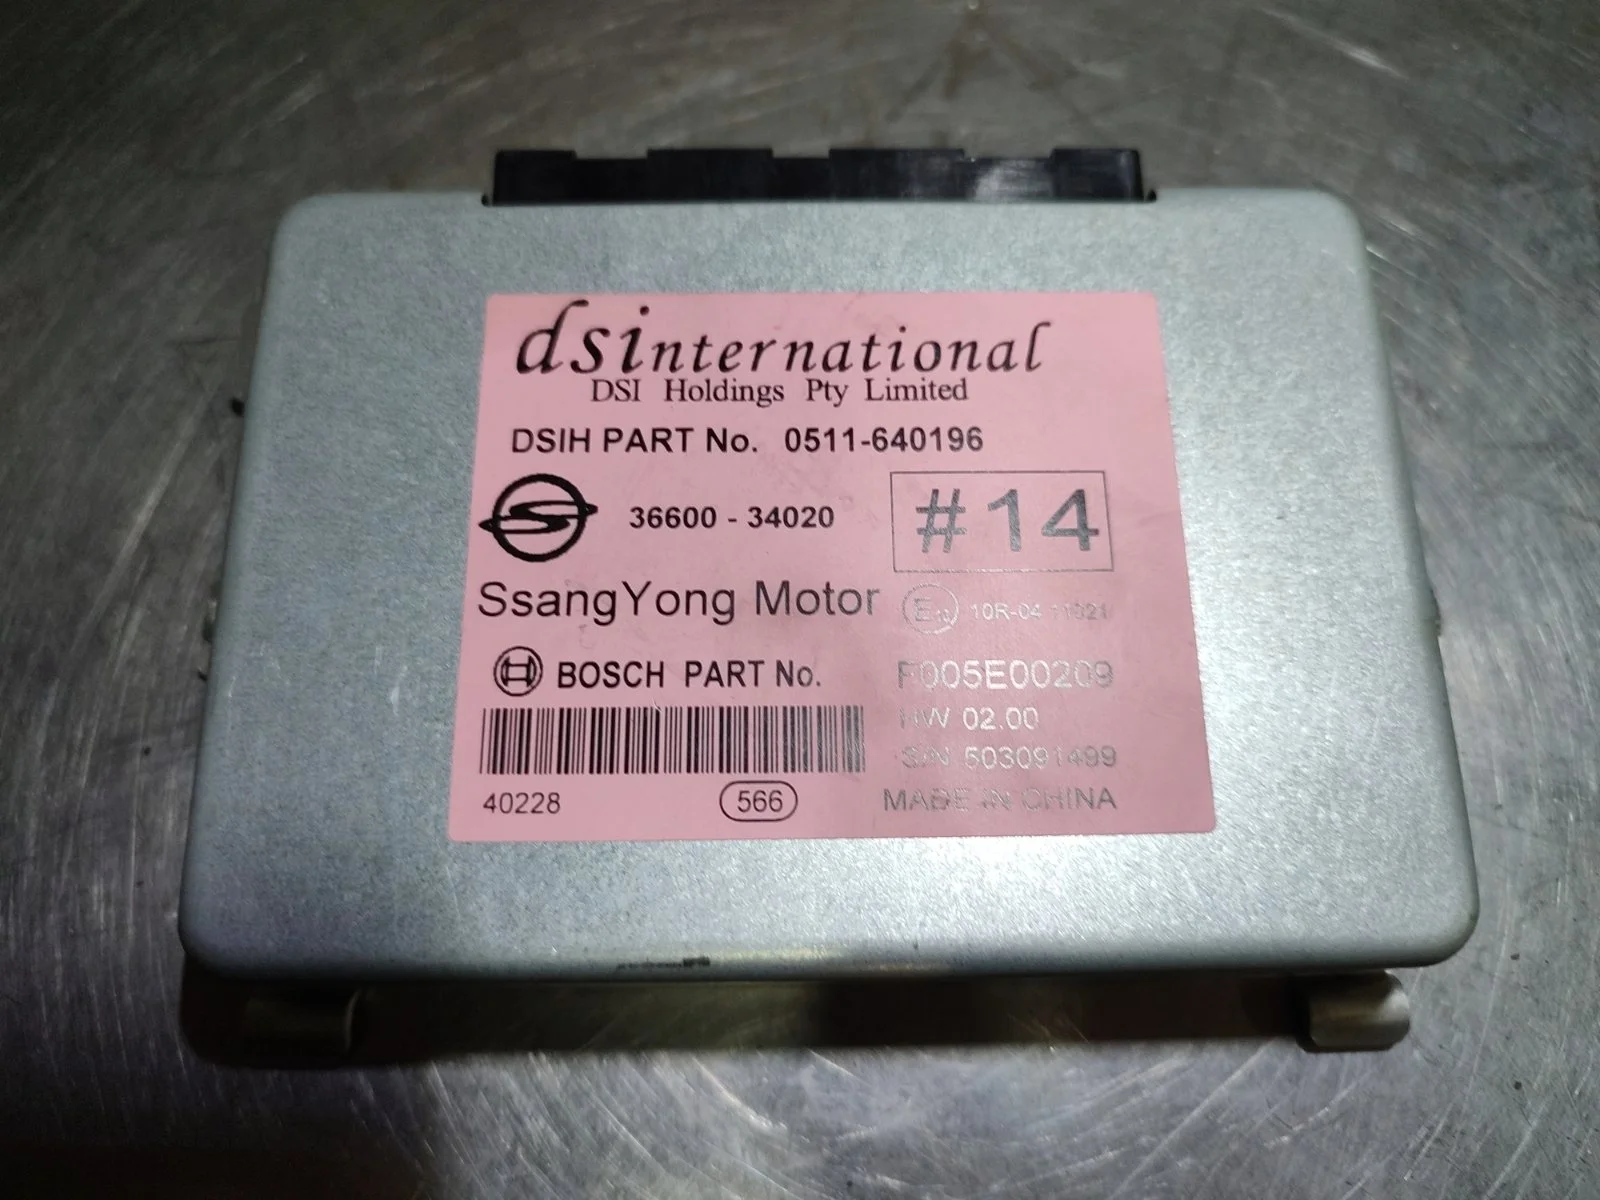 dsinternational
DSI Holdings Pty Limited
DSIH PART No. 0511-640196
36600 - 34020
#14
SsangYong Motor
10R-04 11021
BOSCH PART No. F005E00209
HW 02.00
S/N 503091499
40228
566
MADE IN CHINA